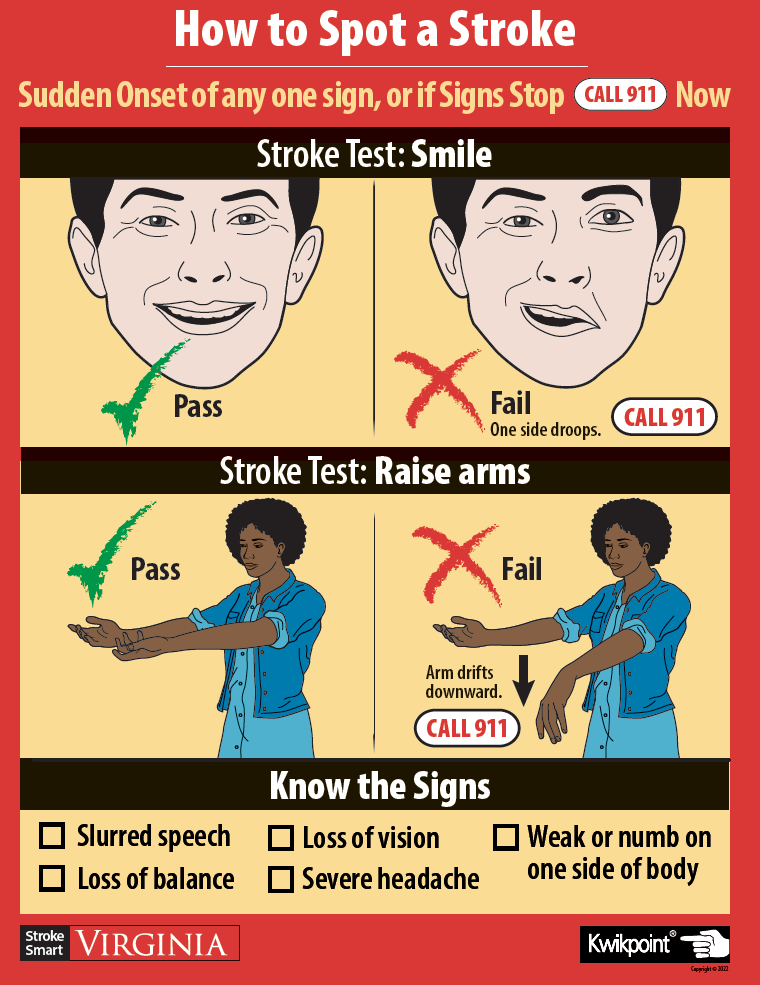 How to Spot a Stroke
Sudden Onset of any one sign, or if Signs Stop CALL 911 Now
Stroke Test: Smile
Pass
Fail
One side droops.
CALL 911
Stroke Test: Raise arms
Pass
Fail
Arm drifts
downward.
CALL 911
Know the Signs
Slurred speech
Loss of balance
Loss of vision
Severe headache
Weak or numb on
one side of body
Stroke
Smart
VIRGINIA
Kwikpoint®
Copyright © 2022